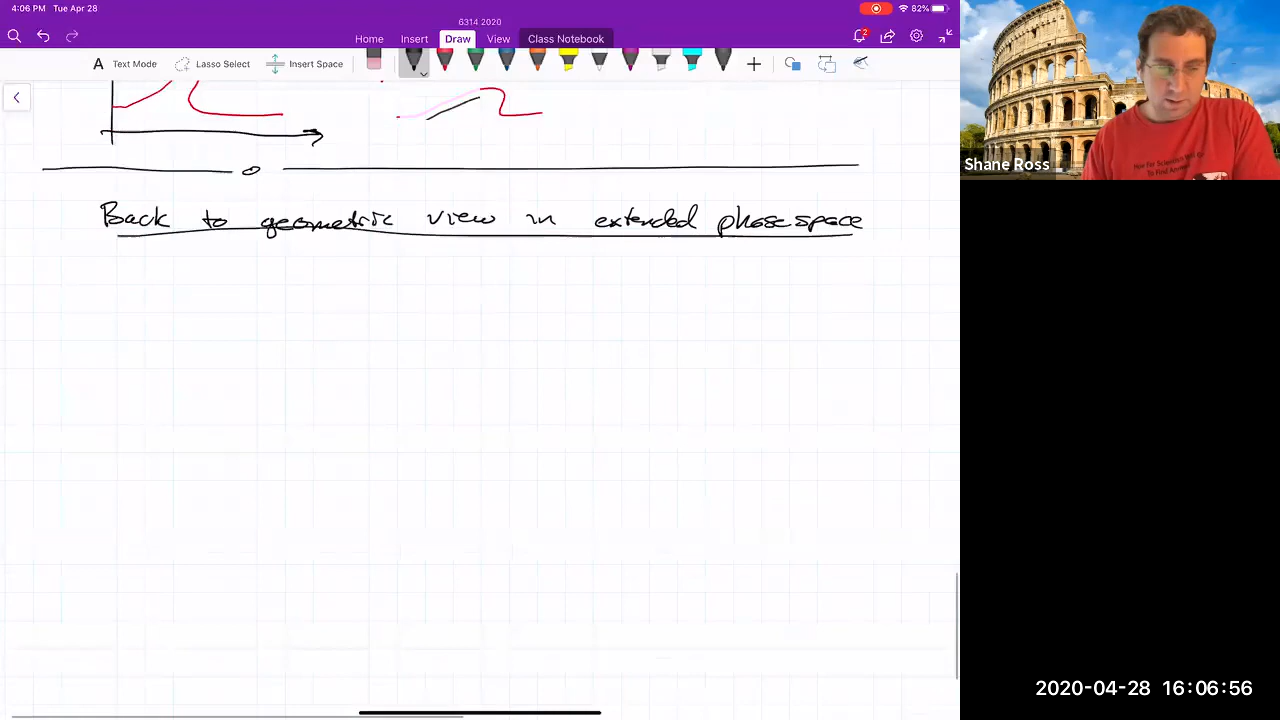 4:06 PM Tue Apr 28
82%
6314 2020
Home Insert Draw View Class Notebook
2
A Text Mode Lasso Select Insert Space
Back to geometric view in extended phase space
Shane Ross
2020-04-28 16:06:56